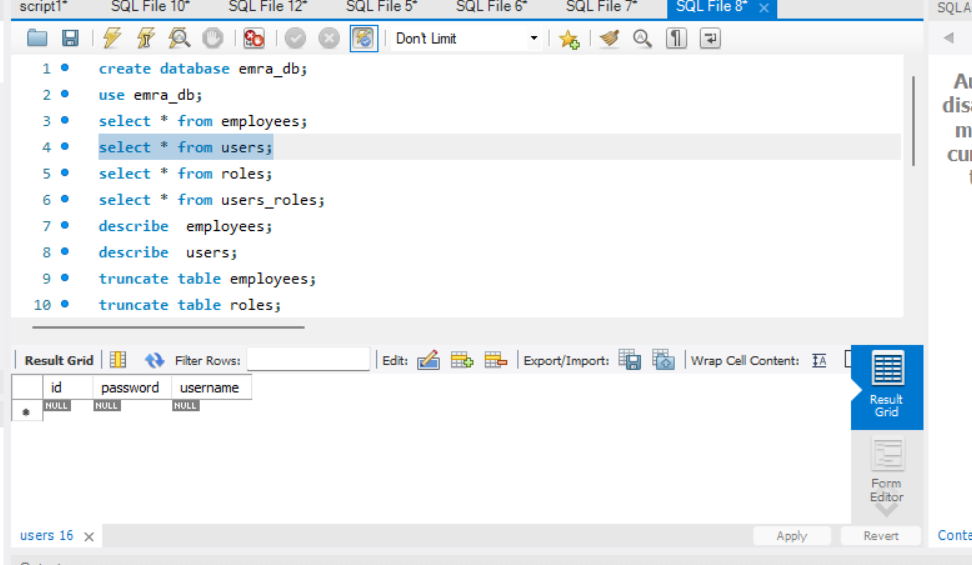 script1* SQL File 10* SQL File 12* SQL File 5* SQL File 6* SQL File 7* SQL File 8* SQLA
Don't Limit
1 create database emra_db;
2 use emra_db;
3 select * from employees;
4 select * from users;
5 select * from roles;
6 select * from users_roles;
7 describe  employees;
8 describe  users;
9 truncate table employees;
10 truncate table roles;
Result Grid Filter Rows: Edit: Export/Import: Wrap Cell Content:
id password username
NULL NULL NULL
Result
Grid
Form
Editor
users 16 Apply Revert Conte